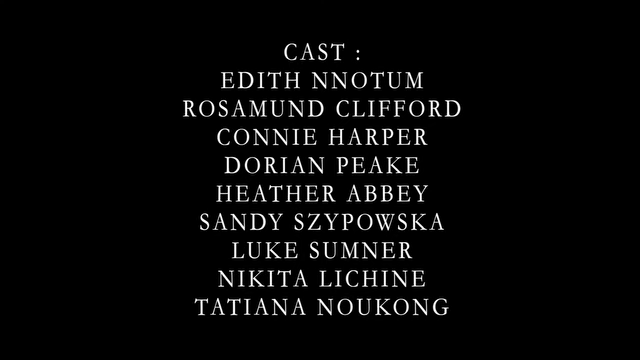 CAST :
EDITH NNOTUM
ROSAMUND CLIFFORD
CONNIE HARPER
DORIAN PEAKE
HEATHER ABBEY
SANDY SZYPOWSKA
LUKE SUMNER
NIKITA LICHINE
TATIANA NOUKONG